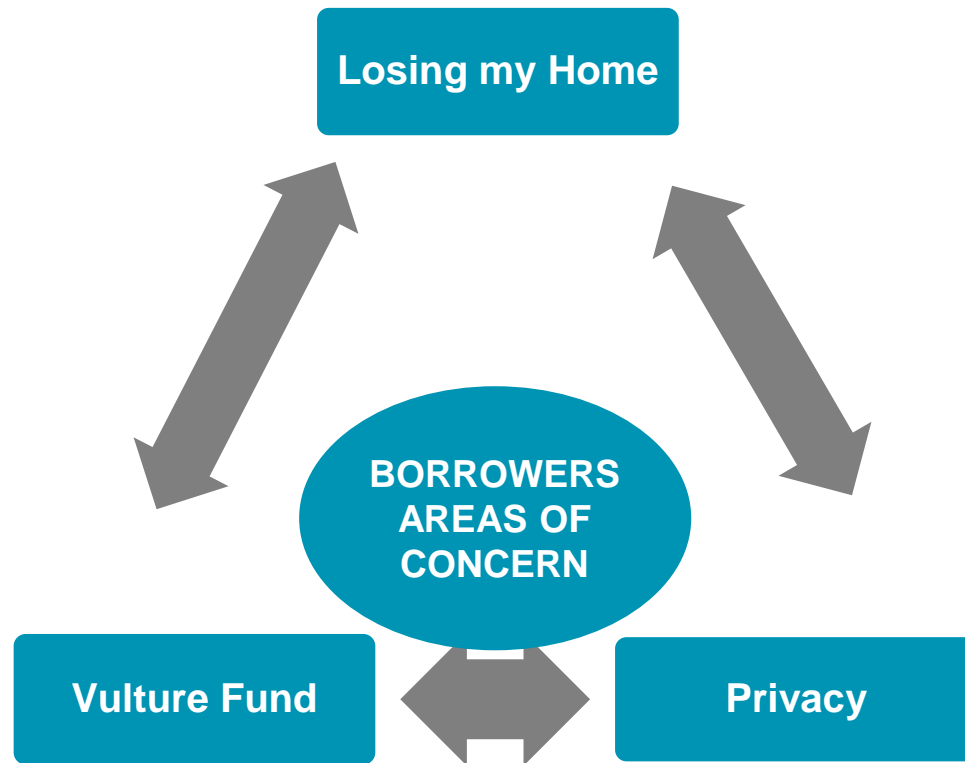 Losing my Home
BORROWERS
AREAS OF
CONCERN
Vulture Fund
Privacy